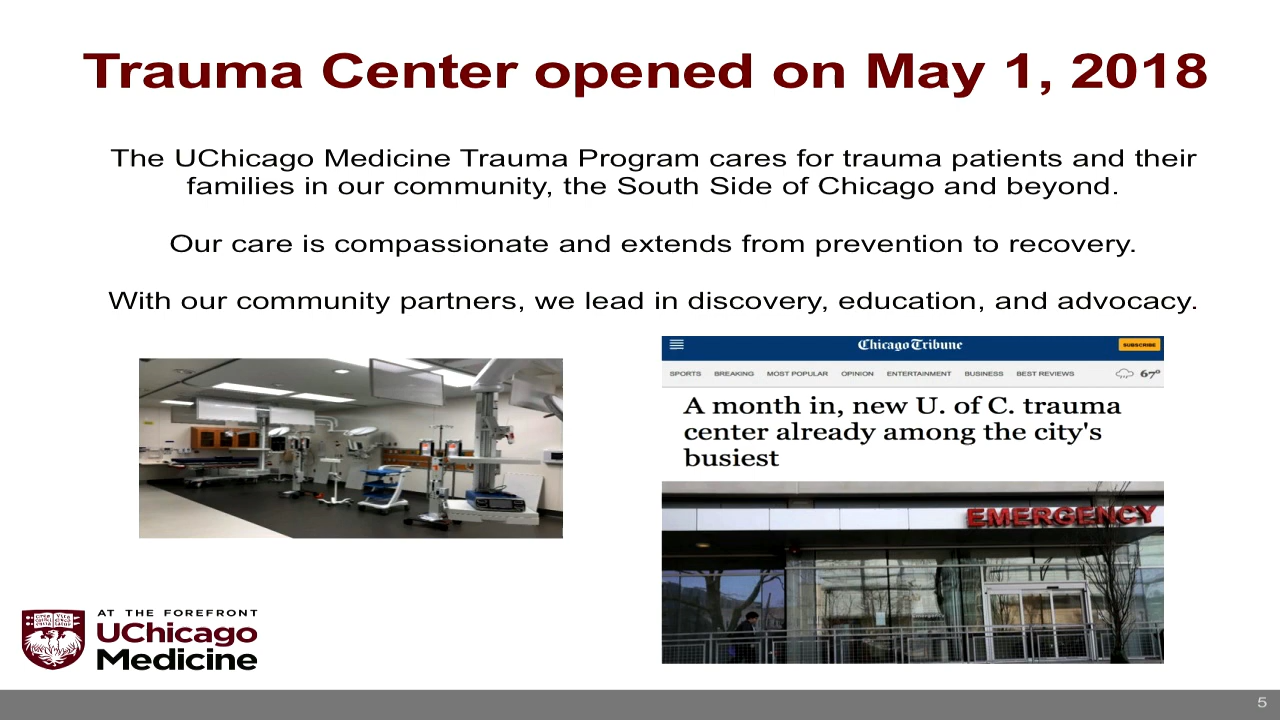 Trauma Center opened on May 1, 2018
The UChicago Medicine Trauma Program cares for trauma patients and their
families in our community, the South Side of Chicago and beyond.
Our care is compassionate and extends from prevention to recovery.
With our community partners, we lead in discovery, education, and advocacy.
Chicago Tribune
SUBSCRIBE
SPORTS BREAKING MOST POPULAR OPINION ENTERTAINMENT BUSINESS BEST REVIEWS 67°
A month in, new U. of C. trauma
center already among the city's
busiest
EMERGENCY
AT THE FOREFRONT
UChicago
Medicine
5